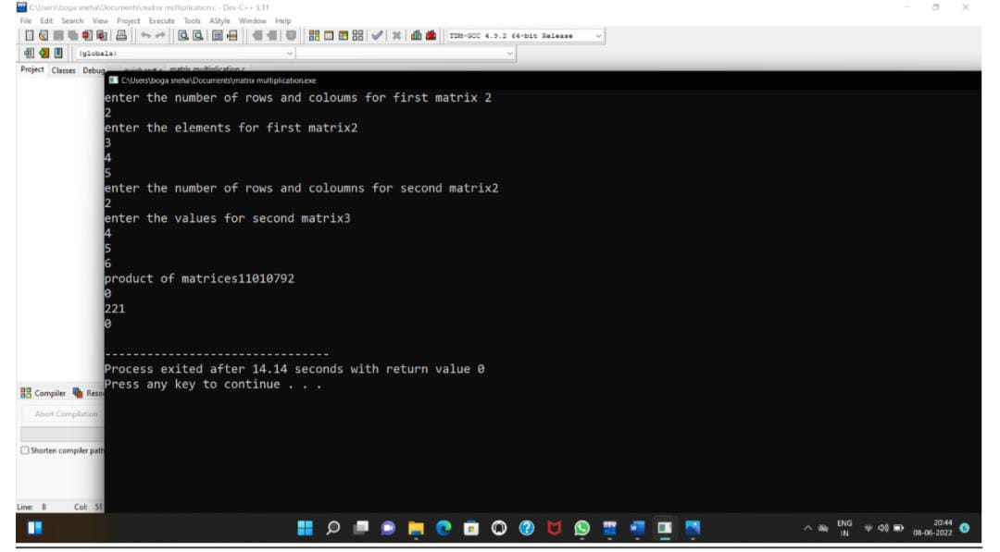 C:\Users\boga sneha\Documents\matrix multiplication.c - Dev-C++ 5.11
File Edit Search View Project Execute Tools AStyle Window Help
TDM-GCC 4.9.2 64-bit Release
(globals)
Project Classes Debug matrix multiplication.c
C:\Users\boga sneha\Documents\matrix multiplication.exe
enter the number of rows and coloums for first matrix 2
2
enter the elements for first matrix2
3
4
5
enter the number of rows and coloumns for second matrix2
2
enter the values for second matrix3
4
5
6
product of matrices11010792
0
221
0
--------------------------------
Process exited after 14.14 seconds with return value 0
Press any key to continue . . .
Compiler Resou
Abort Compilation
Shorten compiler path
Line: 8 Col: 51
ENG
IN
20:44
08-06-2022
6